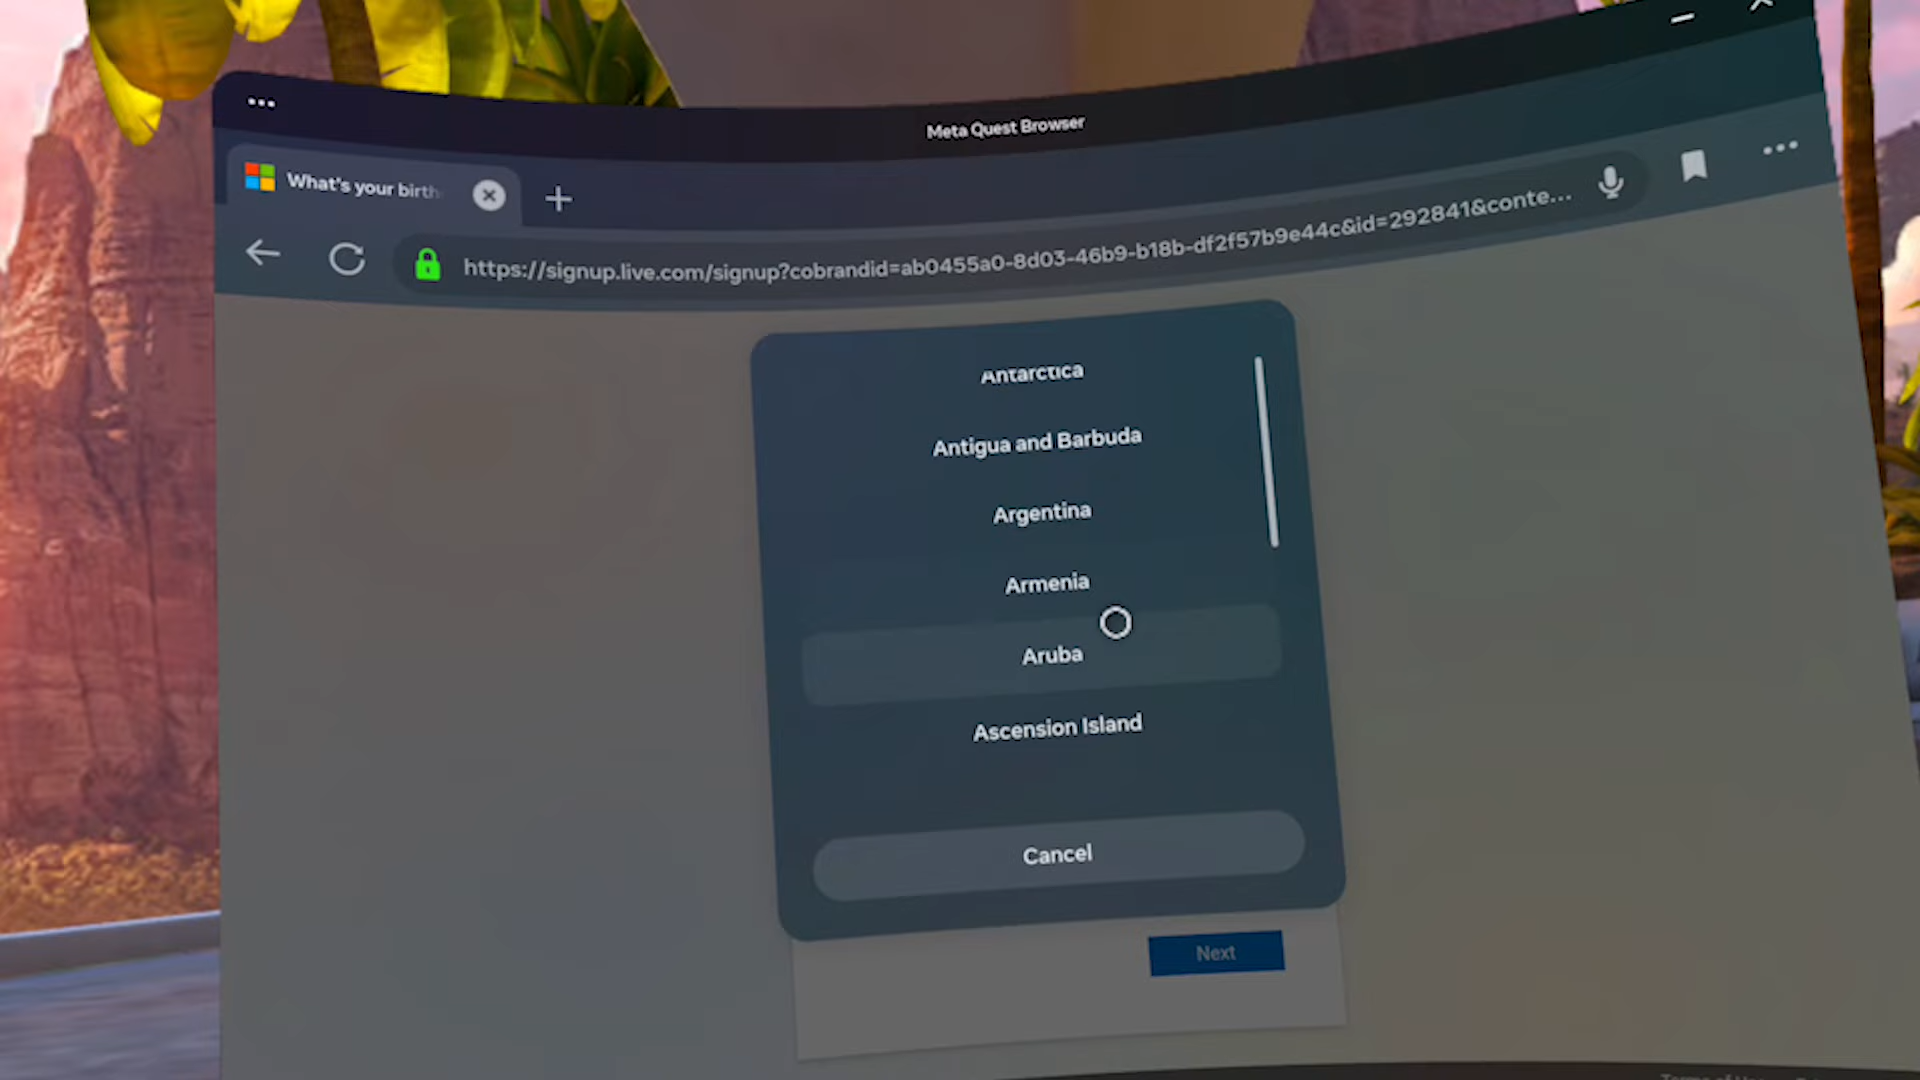 Meta Quest Browser
What's your birth
https://signup.live.com/signup?cobrandid=ab0455a0-8d03-46b9-b18b-df2f57b9e44c&id=292841&conte...
Antarctica
Antigua and Barbuda
Argentina
Armenia
Aruba
Ascension Island
Cancel
Next